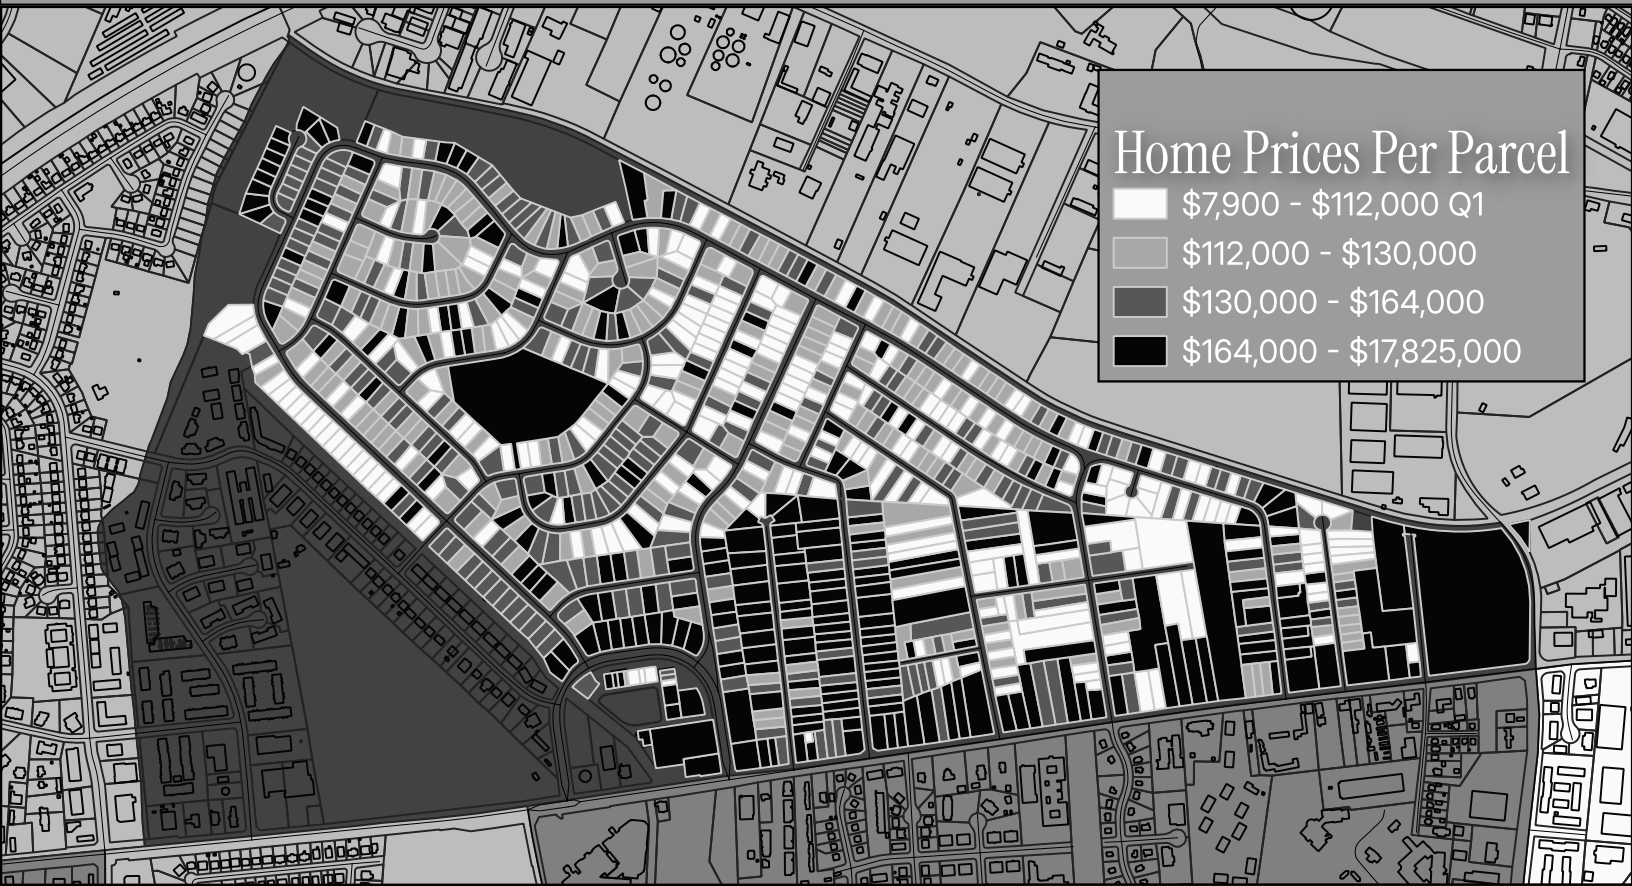 Home Prices Per Parcel
$7,900 - $112,000 Q1
$112,000 - $130,000
$130,000 - $164,000
$164,000 - $17,825,000